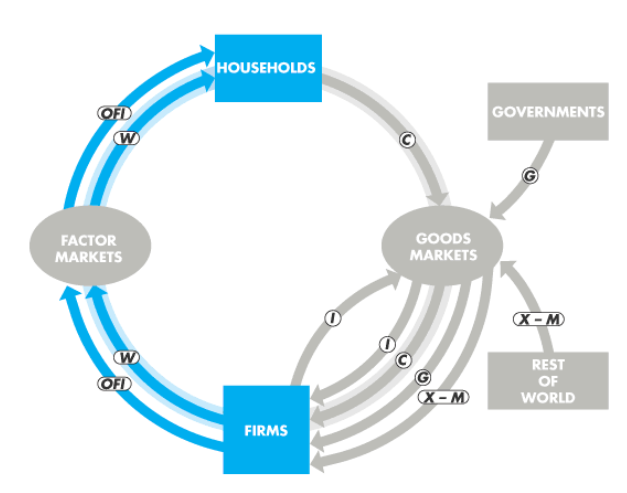 HOUSEHOLDS
GOVERNMENTS
OFI
W
C
G
FACTOR
MARKETS
GOODS
MARKETS
I
X – M
W
OFI
I
C
G
X – M
REST
OF
WORLD
FIRMS